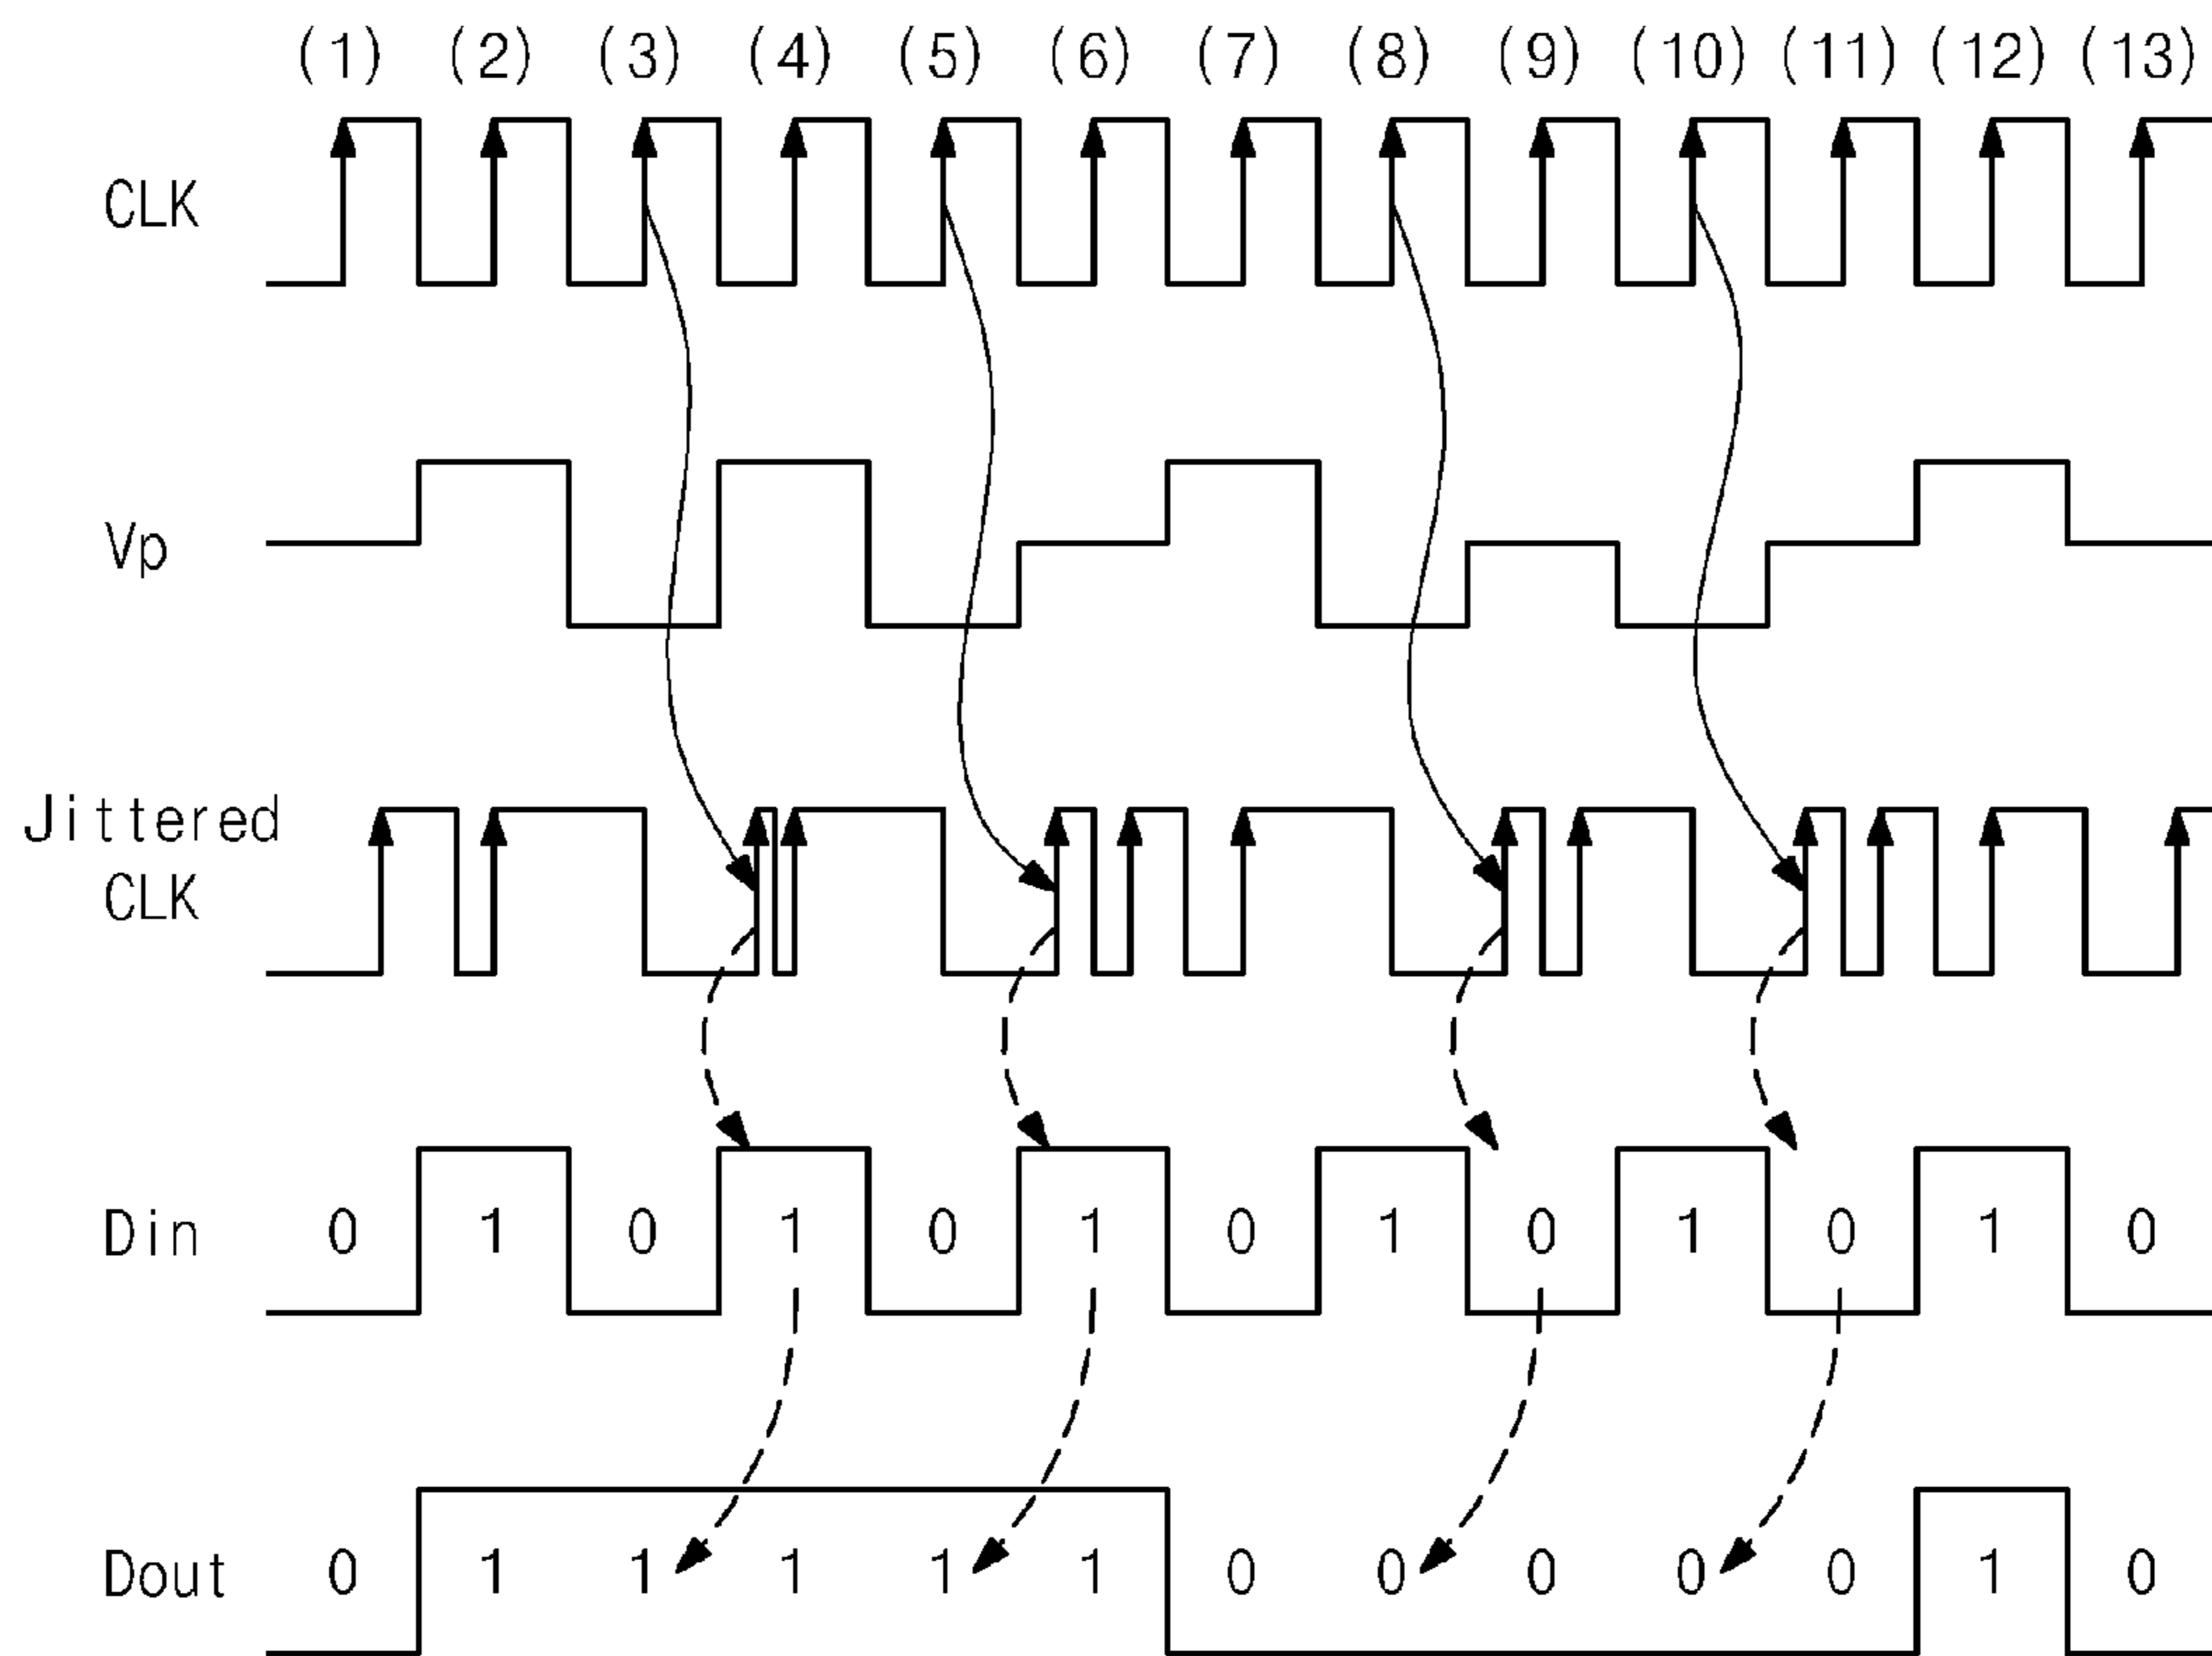 (1) (2) (3) (4) (5) (6) (7) (8) (9) (10) (11) (12) (13)
CLK
Vp
Jittered
CLK
Din 0 1 0 1 0 1 0 1 0 1 0 1 0
Dout 0 1 1 1 1 1 0 0 0 0 0 1 0